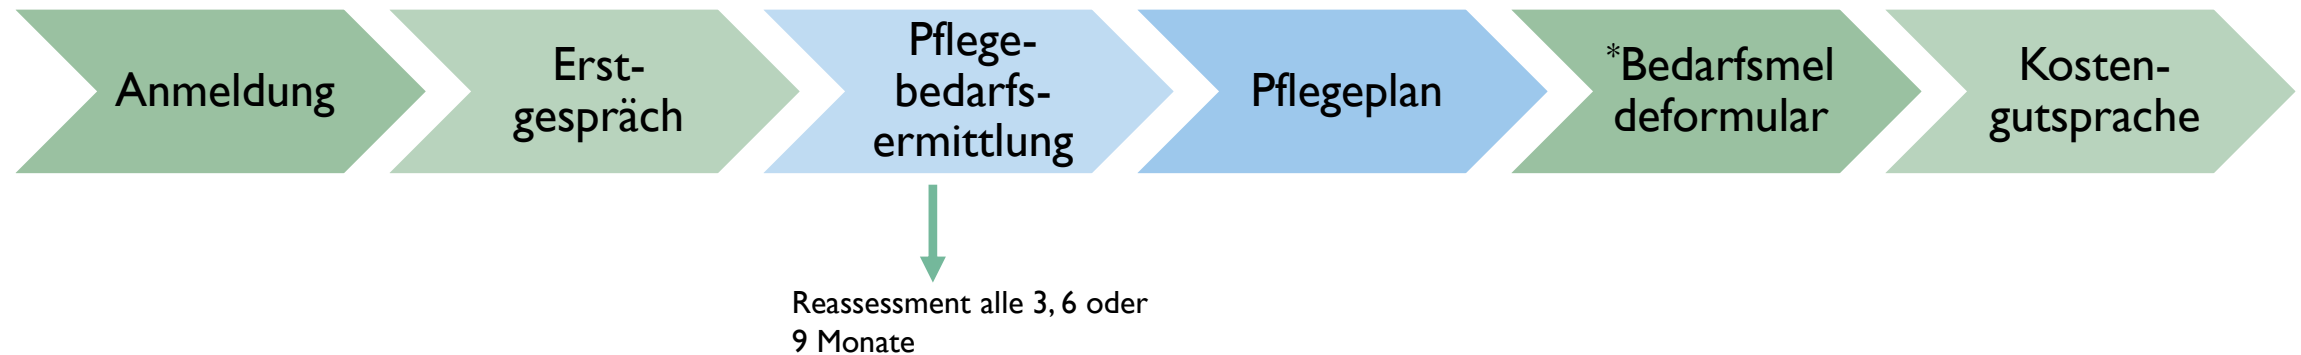 Anmeldung
Erst-
gespräch
Pflege-
bedarfs-
ermittlung
Pflegeplan
*Bedarfsmel
deformular
Kosten-
gutsprache
Reassessment alle 3, 6 oder
9 Monate